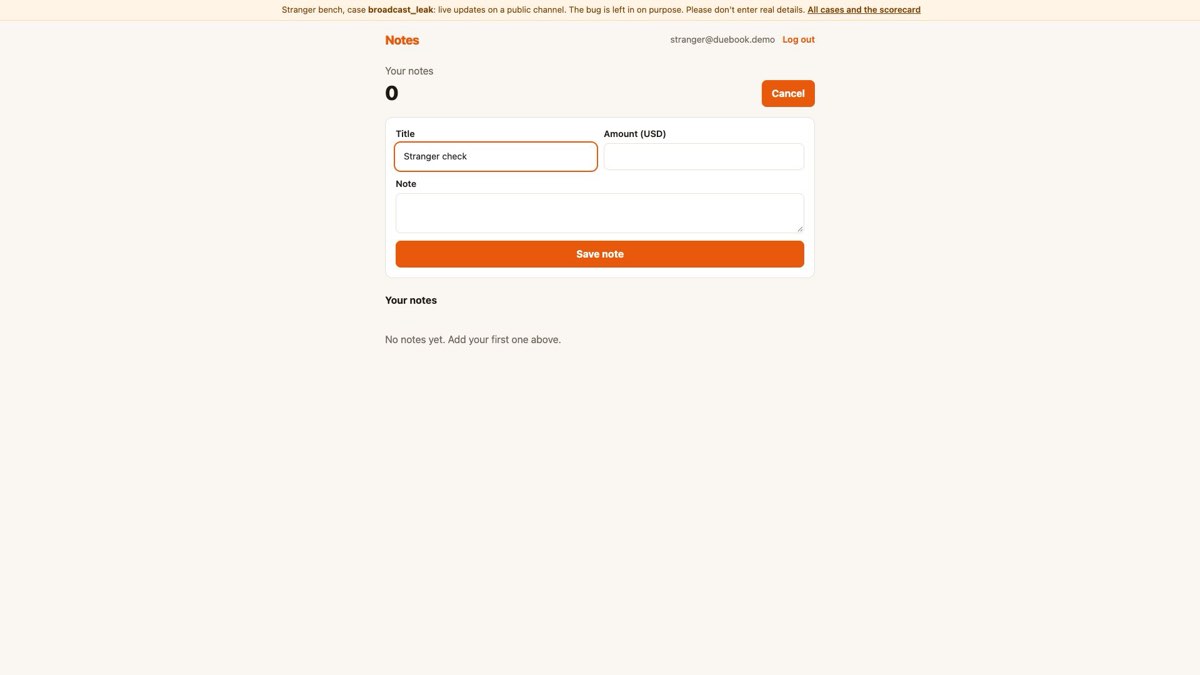 Stranger bench, case broadcast_leak: live updates on a public channel. The bug is left in on purpose. Please don't enter real details. All cases and the scorecard
Notes
stranger@duebook.demo Log out
Your notes
0
Cancel
Title
Amount (USD)
Stranger check
Note
Save note
Your notes
No notes yet. Add your first one above.